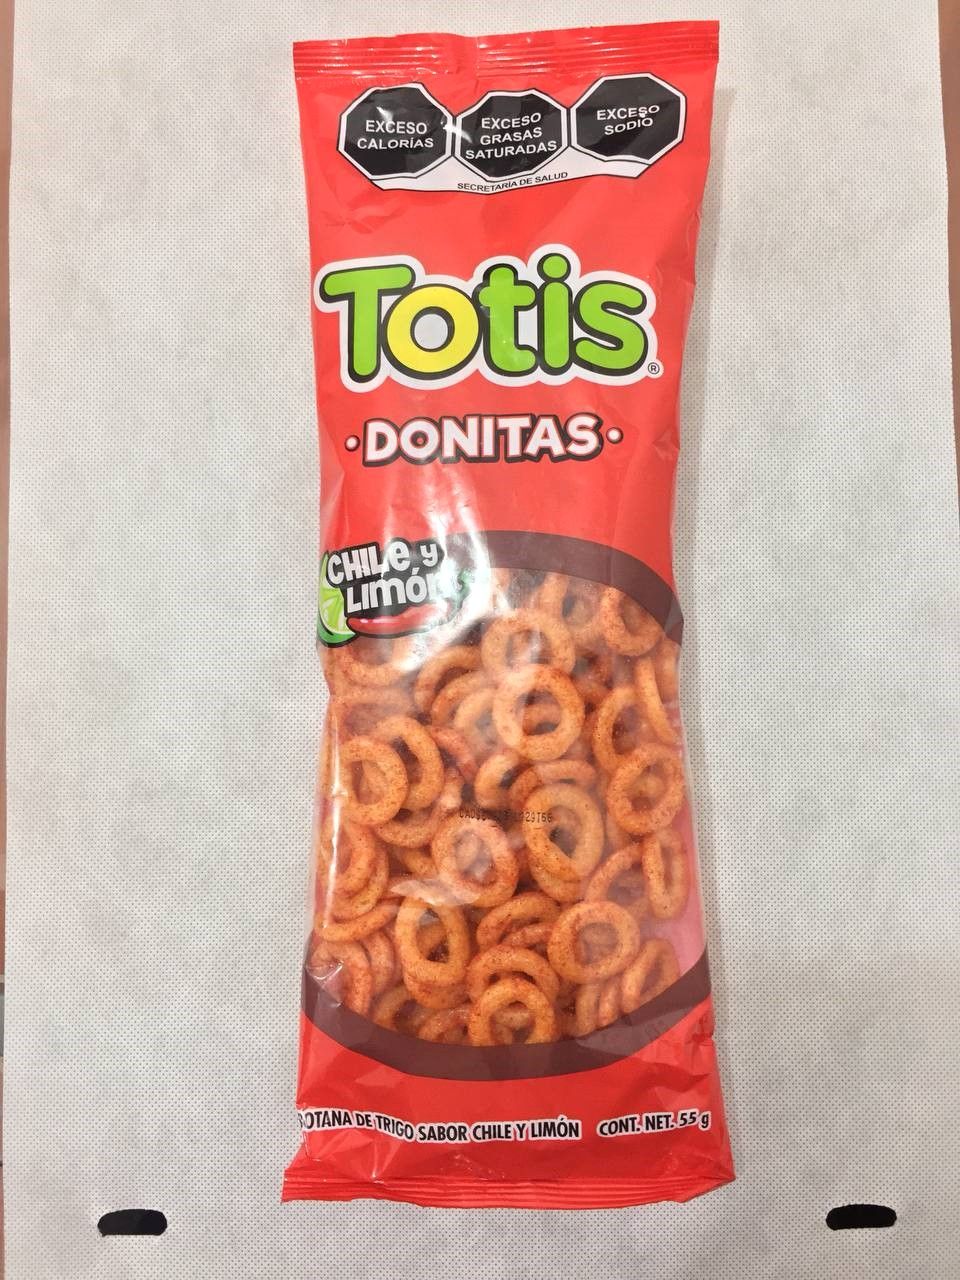 EXCESO
CALORÍAS
EXCESO
GRASAS
SATURADAS
EXCESO
SODIO
SECRETARÍA DE SALUD
Totis®
·DONITAS·
CHILE y
LIMÓN
BOTANA DE TRIGO SABOR CHILE Y LIMÓN CONT. NET. 55 g